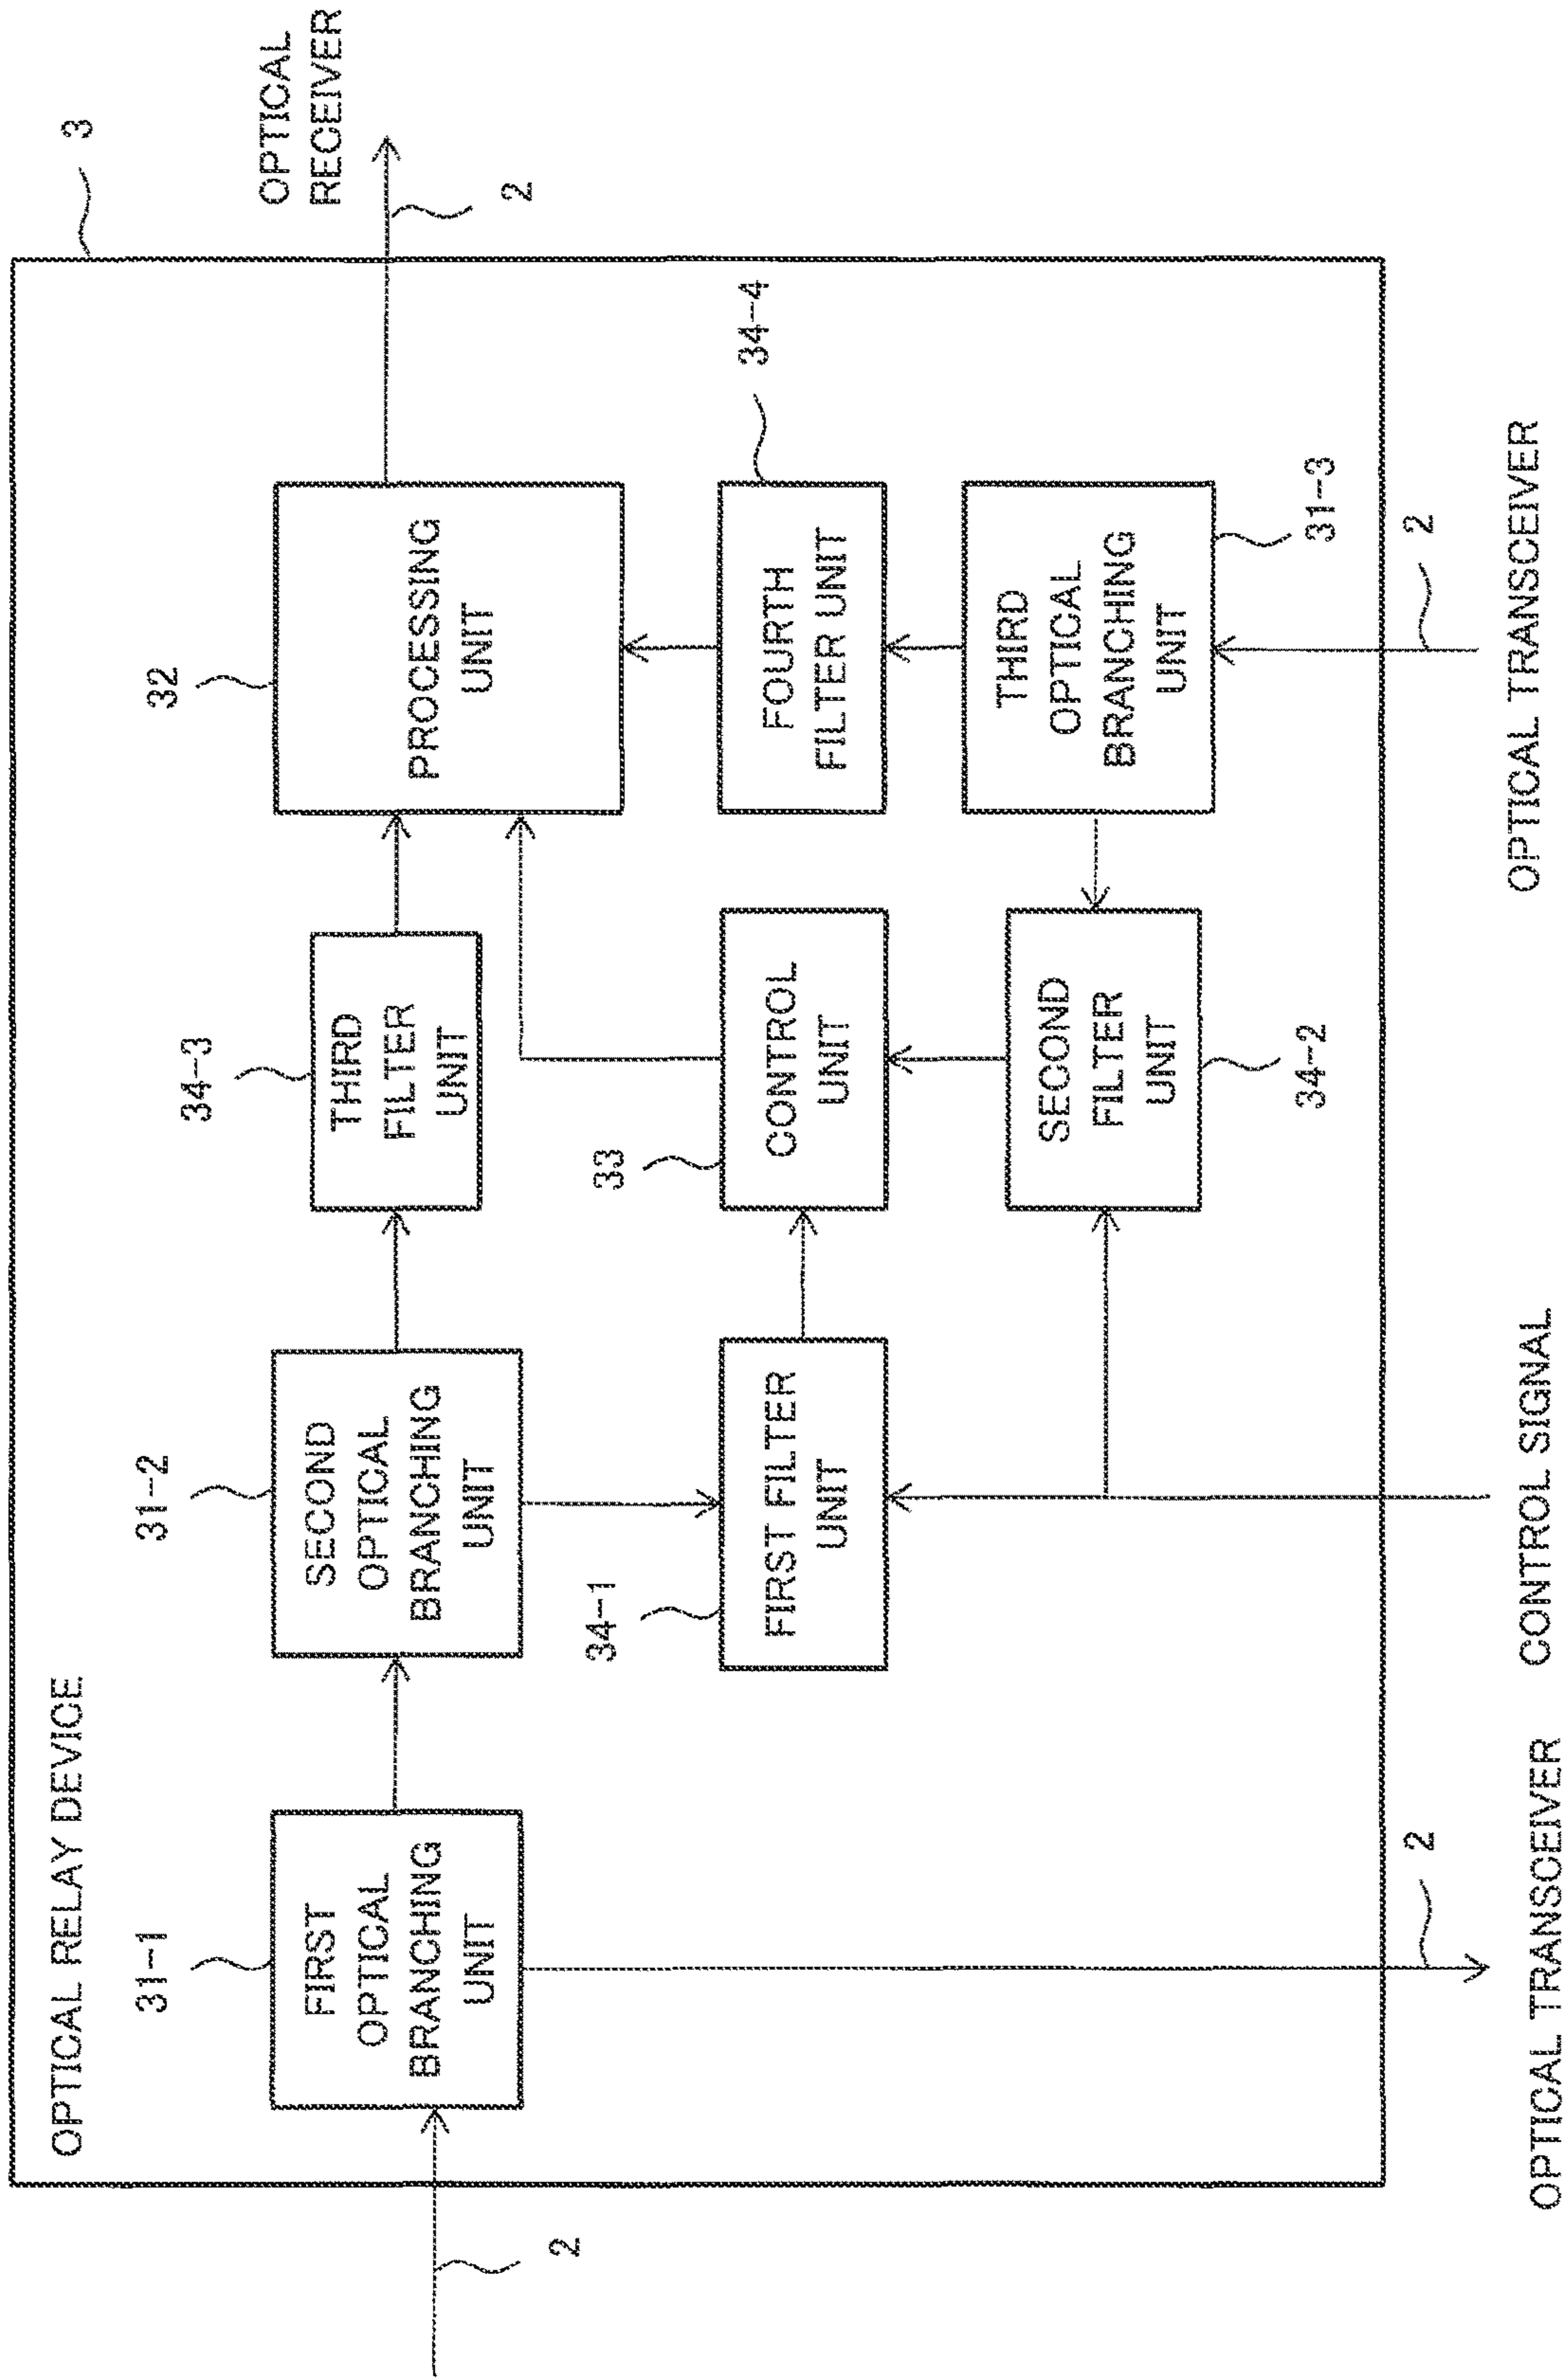 OPTICAL RELAY DEVICE
3
31-1
FIRST
OPTICAL
BRANCHING
UNIT
31-2
SECOND
OPTICAL
BRANCHING
UNIT
34-3
THIRD
FILTER
UNIT
32
PROCESSING
UNIT
OPTICAL
RECEIVER
2
2
34-1
FIRST FILTER
UNIT
33
CONTROL
UNIT
34-4
FOURTH
FILTER UNIT
SECOND
FILTER
UNIT
34-2
THIRD
OPTICAL
BRANCHING
UNIT
31-3
2
2
OPTICAL TRANSCEIVER
CONTROL SIGNAL
OPTICAL TRANSCEIVER